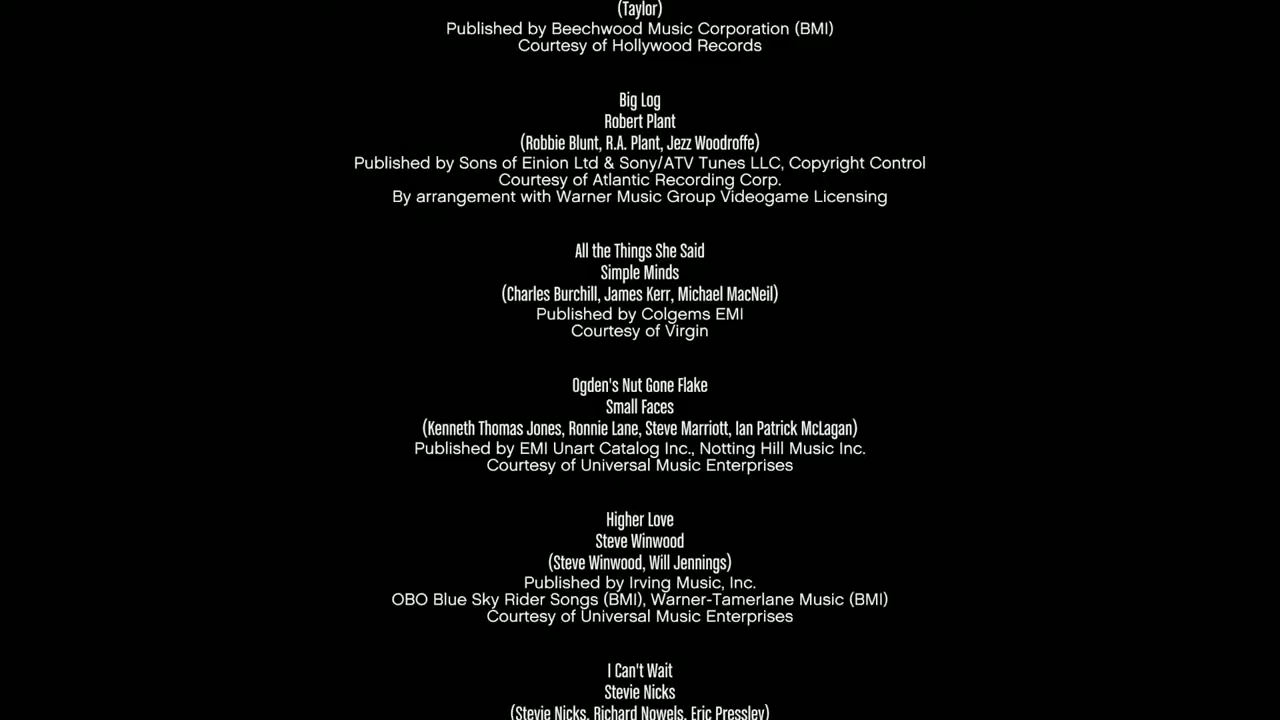 (Taylor)
Published by Beechwood Music Corporation (BMI)
Courtesy of Hollywood Records
Big Log
Robert Plant
(Robbie Blunt, R.A. Plant, Jezz Woodroffe)
Published by Sons of Einion Ltd & Sony/ATV Tunes LLC, Copyright Control
Courtesy of Atlantic Recording Corp.
By arrangement with Warner Music Group Videogame Licensing
All the Things She Said
Simple Minds
(Charles Burchill, James Kerr, Michael MacNeil)
Published by Colgems EMI
Courtesy of Virgin
Ogden's Nut Gone Flake
Small Faces
(Kenneth Thomas Jones, Ronnie Lane, Steve Marriott, Ian Patrick McLagan)
Published by EMI Unart Catalog Inc., Notting Hill Music Inc.
Courtesy of Universal Music Enterprises
Higher Love
Steve Winwood
(Steve Winwood, Will Jennings)
Published by Irving Music, Inc.
OBO Blue Sky Rider Songs (BMI), Warner-Tamerlane Music (BMI)
Courtesy of Universal Music Enterprises
I Can't Wait
Stevie Nicks
(Stevie Nicks, Richard Nowels, Eric Pressley)